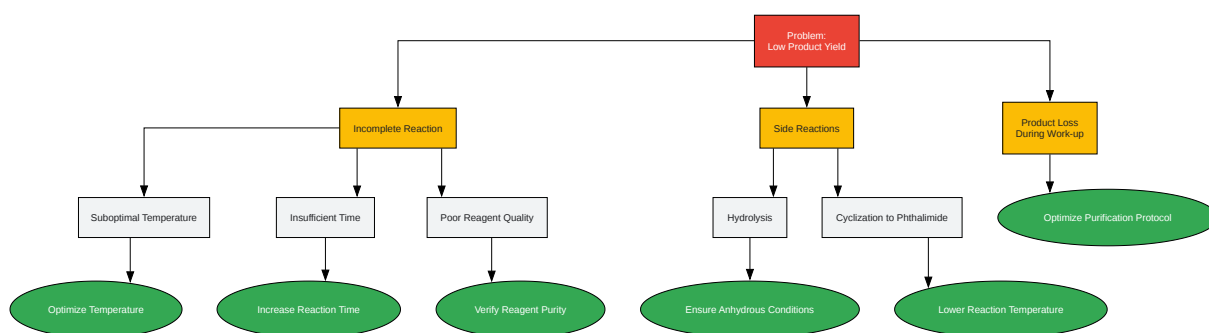 Problem:
Low Product Yield
Incomplete Reaction
Side Reactions
Product Loss
During Work-up
Suboptimal Temperature
Insufficient Time
Poor Reagent Quality
Hydrolysis
Cyclization to Phthalimide
Optimize Purification Protocol
Optimize Temperature
Increase Reaction Time
Verify Reagent Purity
Ensure Anhydrous Conditions
Lower Reaction Temperature